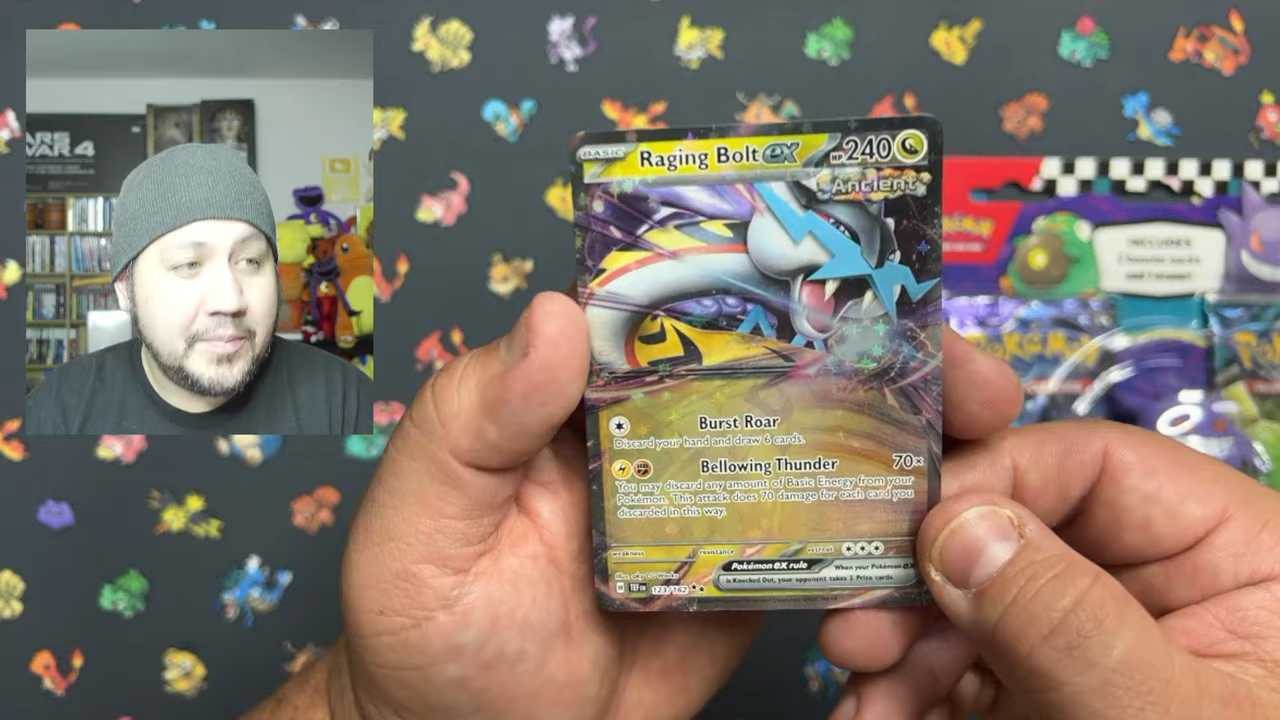 ARS
WAR 4
BASIC
Raging Bolt ex
HP 240
Ancient
Burst Roar
Discard your hand and draw 6 cards.
Bellowing Thunder 70×
You may discard any amount of Basic Energy from your
Pokémon. This attack does 70 damage for each card you
discarded in this way.
weakness resistance retreat
Pokémon ex rule
When your Pokémon ex
is Knocked Out, your opponent takes 2 Prize cards.
Illus.
H TEF EN 123/162
INCLUDES
Pokémon